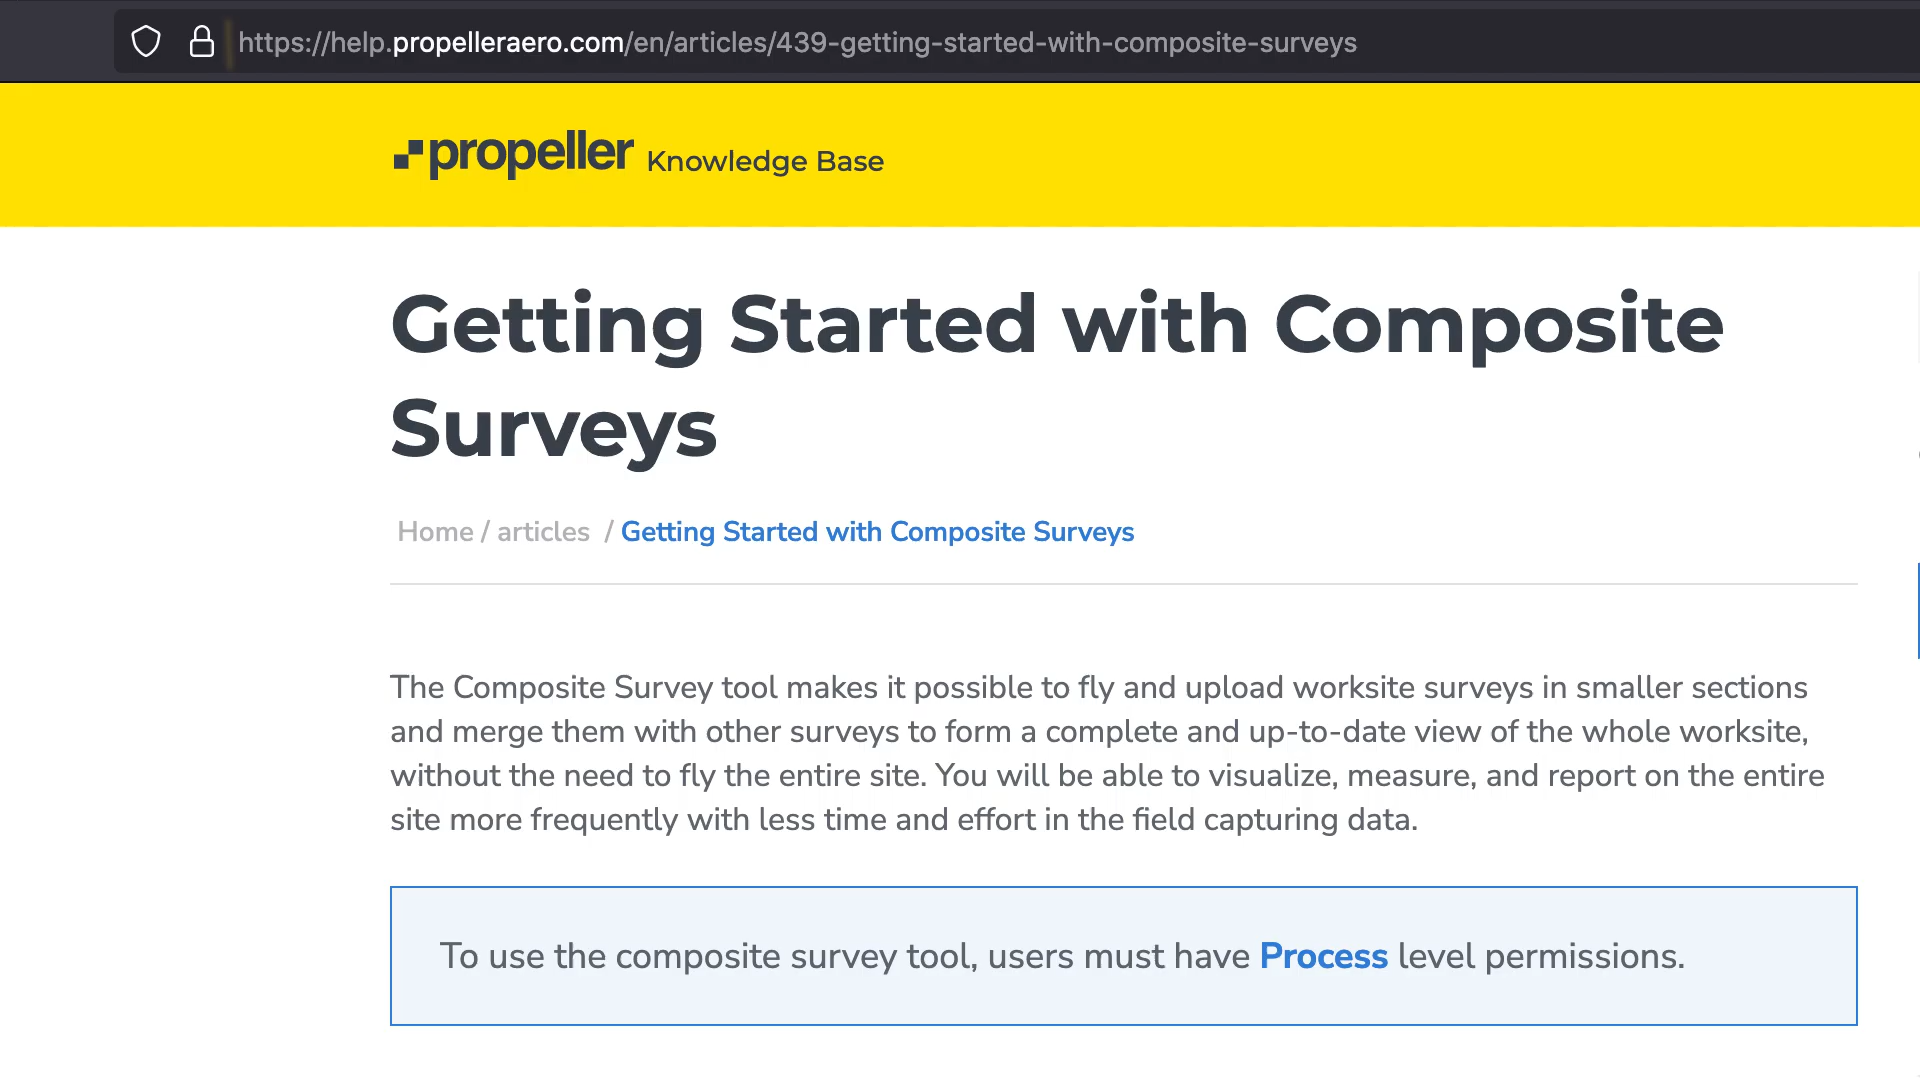 https://help.propelleraero.com/en/articles/439-getting-started-with-composite-surveys
propeller Knowledge Base
Getting Started with Composite
Surveys
Home / articles / Getting Started with Composite Surveys
The Composite Survey tool makes it possible to fly and upload worksite surveys in smaller sections
and merge them with other surveys to form a complete and up-to-date view of the whole worksite,
without the need to fly the entire site. You will be able to visualize, measure, and report on the entire
site more frequently with less time and effort in the field capturing data.
To use the composite survey tool, users must have Process level permissions.